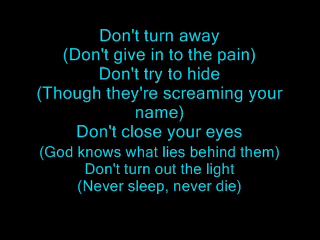 Don't turn away
(Don't give in to the pain)
Don't try to hide
(Though they're screaming your
name)
Don't close your eyes
(God knows what lies behind them)
Don't turn out the light
(Never sleep, never die)